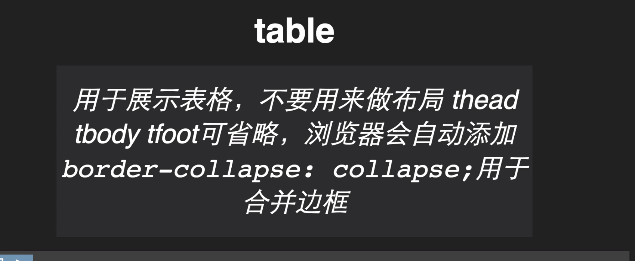 table
用于展示表格，不要用来做布局 thead
tbody tfoot可省略，浏览器会自动添加
border-collapse: collapse;用于
合并边框